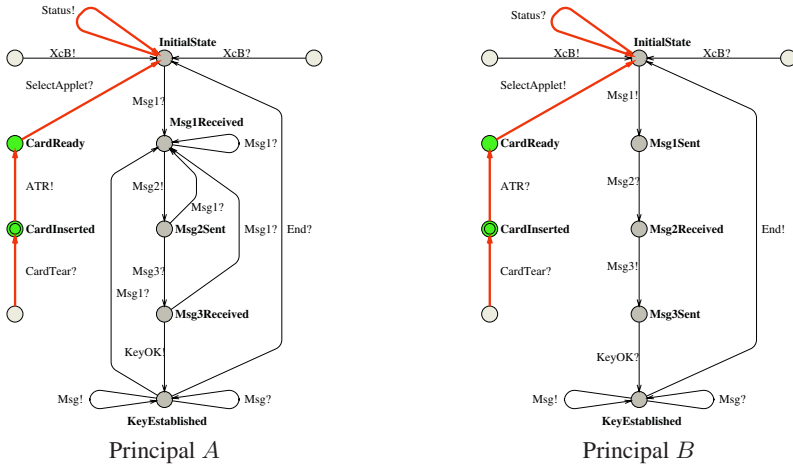 Status!
InitialState
XcB!
XcB?
SelectApplet?
Msg1?
Msg1Received
CardReady
Msg1?
ATR!
Msg2!
Msg1?
CardInserted
Msg2Sent
Msg1?
End?
CardTear?
Msg3?
Msg1?
Msg3Received
KeyOK!
Msg!
Msg?
KeyEstablished
Principal A
Status?
InitialState
XcB!
XcB?
SelectApplet!
Msg1!
CardReady
Msg1Sent
ATR?
Msg2?
CardInserted
Msg2Received
End!
CardTear?
Msg3!
Msg3Sent
KeyOK?
Msg!
Msg?
KeyEstablished
Principal B